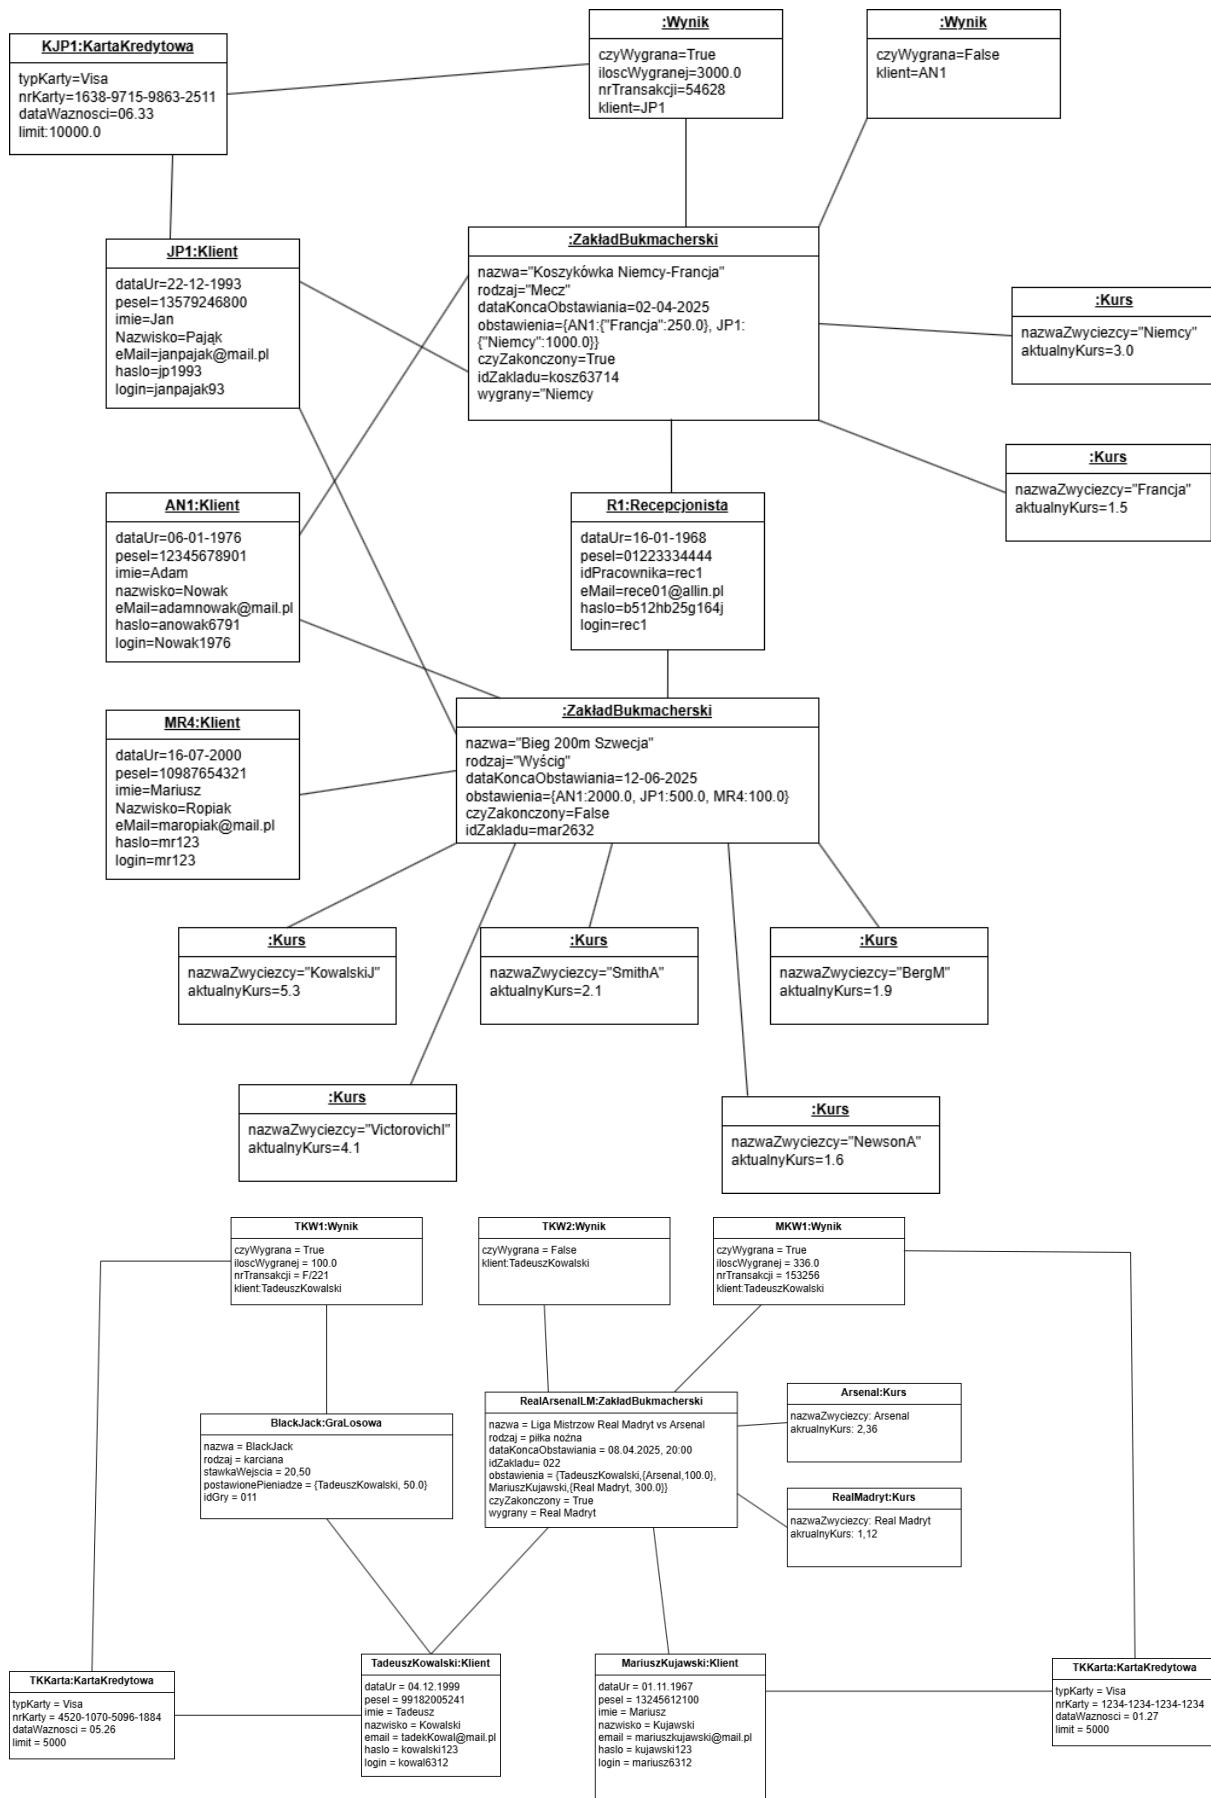 :Wynik
czyWygrana=True
iloscWygranej=3000.0
nrTransakcji=54628
klient=JP1
:Wynik
czyWygrana=False
klient=AN1
KJP1:KartaKredytowa
typKarty=Visa
nrKarty=1638-9715-9863-2511
dataWaznosci=06.33
limit:10000.0
JP1:Klient
dataUr=22-12-1993
pesel=13579246800
imie=Jan
Nazwisko=Pająk
eMail=janpajak@mail.pl
haslo=jp1993
login=janpajak93
:ZakładBukmacherski
nazwa="Koszykówka Niemcy-Francja"
rodzaj="Mecz"
dataKoncaObstawiania=02-04-2025
obstawienia={AN1:{"Francja":250.0}, JP1:
{"Niemcy":1000.0}}
czyZakonczony=True
idZakladu=kosz63714
wygrany="Niemcy
:Kurs
nazwaZwyciezcy="Niemcy"
aktualnyKurs=3.0
:Kurs
nazwaZwyciezcy="Francja"
aktualnyKurs=1.5
AN1:Klient
dataUr=06-01-1976
pesel=12345678901
imie=Adam
nazwisko=Nowak
eMail=adamnowak@mail.pl
haslo=anowak6791
login=Nowak1976
R1:Recepcjonista
dataUr=16-01-1968
pesel=01223334444
idPracownika=rec1
eMail=rece01@allin.pl
haslo=b512hb25g164j
login=rec1
MR4:Klient
dataUr=16-07-2000
pesel=10987654321
imie=Mariusz
Nazwisko=Ropiak
eMail=maropiak@mail.pl
haslo=mr123
login=mr123
:ZakładBukmacherski
nazwa="Bieg 200m Szwecja"
rodzaj="Wyścig"
dataKoncaObstawiania=12-06-2025
obstawienia={AN1:2000.0, JP1:500.0, MR4:100.0}
czyZakonczony=False
idZakladu=mar2632
:Kurs
nazwaZwyciezcy="KowalskiJ"
aktualnyKurs=5.3
:Kurs
nazwaZwyciezcy="SmithA"
aktualnyKurs=2.1
:Kurs
nazwaZwyciezcy="BergM"
aktualnyKurs=1.9
:Kurs
nazwaZwyciezcy="VictorovichI"
aktualnyKurs=4.1
:Kurs
nazwaZwyciezcy="NewsonA"
aktualnyKurs=1.6
TKW1:Wynik
czyWygrana = True
iloscWygranej = 100.0
nrTransakcji = F/221
klient:TadeuszKowalski
TKW2:Wynik
czyWygrana = False
klient:TadeuszKowalski
MKW1:Wynik
czyWygrana = True
iloscWygranej = 336.0
nrTransakcji = 153256
klient:TadeuszKowalski
BlackJack:GraLosowa
nazwa = BlackJack
rodzaj = karciana
stawkaWejscia = 20,50
postawionePieniadze = {TadeuszKowalski, 50.0}
idGry = 011
RealArsenalLM:ZakładBukmacherski
nazwa = Liga Mistrzow Real Madryt vs Arsenal
rodzaj = piłka nożna
dataKoncaObstawiania = 08.04.2025, 20:00
idZakladu= 022
obstawienia = {TadeuszKowalski,{Arsenal,100.0},
MariuszKujawski,{Real Madryt, 300.0}}
czyZakonczony = True
wygrany = Real Madryt
Arsenal:Kurs
nazwaZwyciezcy: Arsenal
akrualnyKurs: 2,36
RealMadryt:Kurs
nazwaZwyciezcy: Real Madryt
akrualnyKurs: 1,12
TKKarta:KartaKredytowa
typKarty = Visa
nrKarty = 4520-1070-5096-1884
dataWaznosci = 05.26
limit = 5000
TadeuszKowalski:Klient
dataUr = 04.12.1999
pesel = 99182005241
imie = Tadeusz
nazwisko = Kowalski
email = tadekKowal@mail.pl
haslo = kowalski123
login = kowal6312
MariuszKujawski:Klient
dataUr = 01.11.1967
pesel = 13245612100
imie = Mariusz
nazwisko = Kujawski
email = mariuszkujawski@mail.pl
haslo = kujawski123
login = mariusz6312
TKKarta:KartaKredytowa
typKarty = Visa
nrKarty = 1234-1234-1234-1234
dataWaznosci = 01.27
limit = 5000